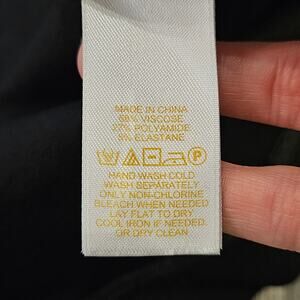 MADE IN CHINA
68% VISCOSE
27% POLYAMIDE
5% ELASTANE
P
HAND WASH COLD
WASH SEPARATELY
ONLY NON-CHLORINE
BLEACH WHEN NEEDED
LAY FLAT TO DRY
COOL IRON IF NEEDED.
OR DRY CLEAN